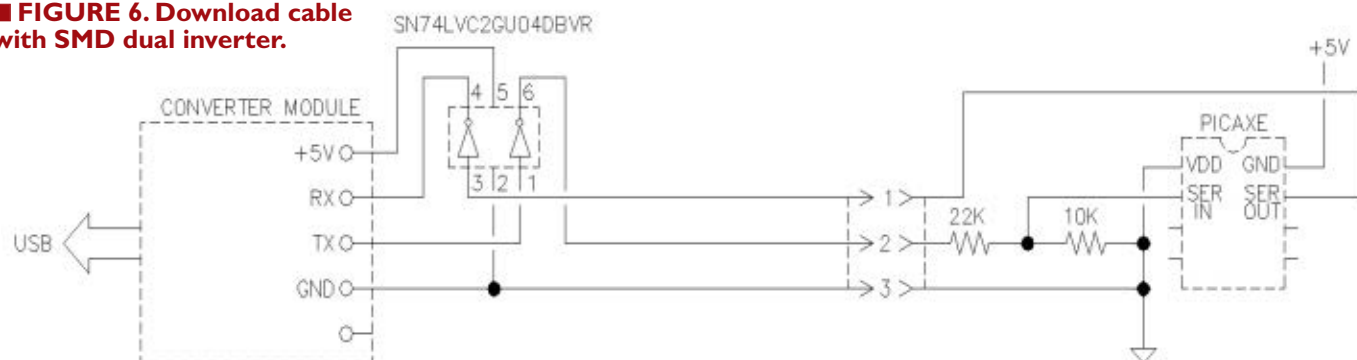 ■ FIGURE 6. Download cable
with SMD dual inverter.
SN74LVC2GU04DBVR
+5V
CONVERTER MODULE
4 5 6
PICAXE
+5V
VDD GND
3 2 1
RX
1
SER IN
SER OUT
22K
10K
USB
TX
2
GND
3